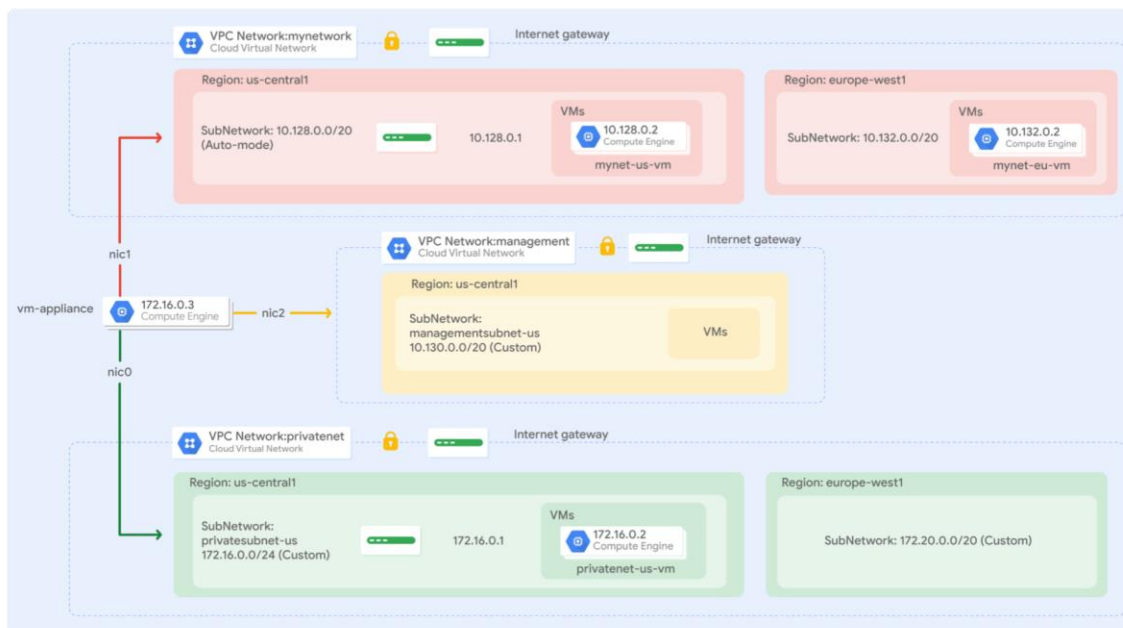 VPC Network:mynetwork
Cloud Virtual Network
Internet gateway
Region: us-central1
SubNetwork: 10.128.0.0/20
(Auto-mode)
10.128.0.1
VMs
10.128.0.2
Compute Engine
mynet-us-vm
Region: europe-west1
SubNetwork: 10.132.0.0/20
VMs
10.132.0.2
Compute Engine
mynet-eu-vm
nic1
VPC Network:management
Cloud Virtual Network
Internet gateway
Region: us-central1
SubNetwork:
managementsubnet-us
10.130.0.0/20 (Custom)
VMs
vm-appliance
172.16.0.3
Compute Engine
nic2
nic0
VPC Network:privatenet
Cloud Virtual Network
Internet gateway
Region: us-central1
SubNetwork:
privatesubnet-us
172.16.0.0/24 (Custom)
172.16.0.1
VMs
172.16.0.2
Compute Engine
privatenet-us-vm
Region: europe-west1
SubNetwork: 172.20.0.0/20 (Custom)